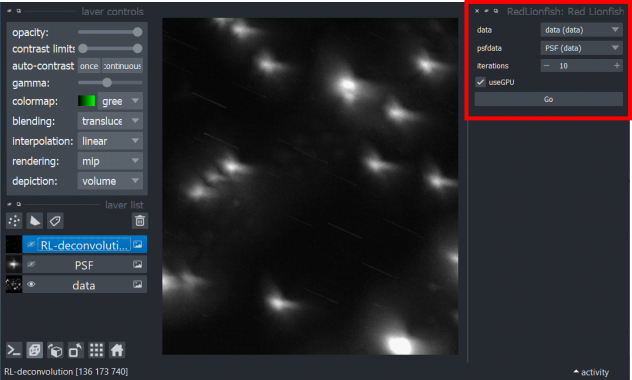 layer controls
opacity:
contrast limits
auto-contrast once continuous
gamma:
colormap: gree
blending: transluce
interpolation: linear
rendering: mip
depiction: volume
layer list
RL-deconvoluti...
PSF
data
RL-deconvolution [136 173 740]
RedLionfish: Red Lionfish
data data (data)
psfdata PSF (data)
iterations − 10 +
useGPU
Go
activity